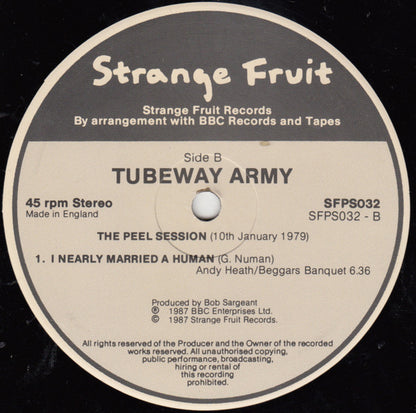 Strange Fruit
Strange Fruit Records
By arrangement with BBC Records and Tapes
Side B
TUBEWAY ARMY
45 rpm Stereo
Made in England
SFPS032
SFPS032 - B
THE PEEL SESSION (10th January 1979)
1. I NEARLY MARRIED A HUMAN (G. Numan)
Andy Heath/Beggars Banquet 6.36
Produced by Bob Sargeant
℗ 1987 BBC Enterprises Ltd.
© 1987 Strange Fruit Records.
All rights reserved of the Producer and the Owner of the recorded
works reserved. All unauthorised copying,
public performance, broadcasting,
hiring or rental of
this recording
prohibited.